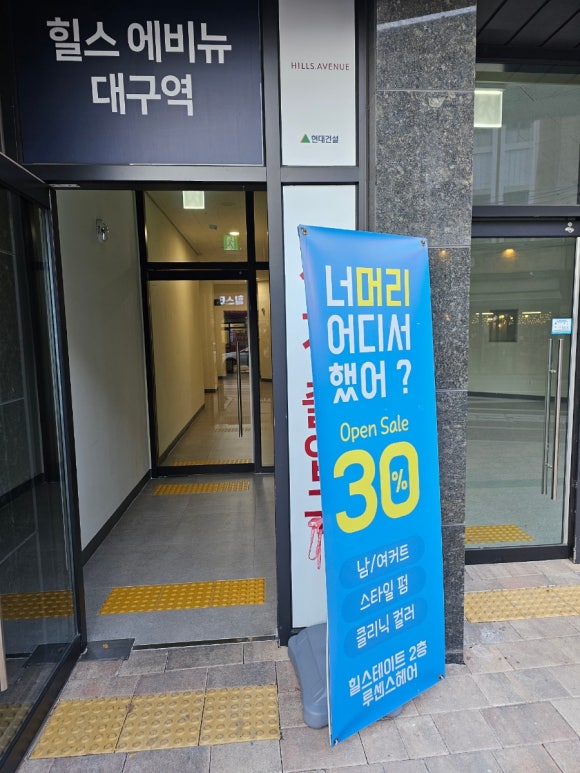 힐스 에비뉴
대구역
HILLS.AVENUE
현대건설
너머리
어디서
했어 ?
Open Sale
30%
남/여커트
스타일 펌
클리닉 컬러
힐스테이트 2층
루센스헤어